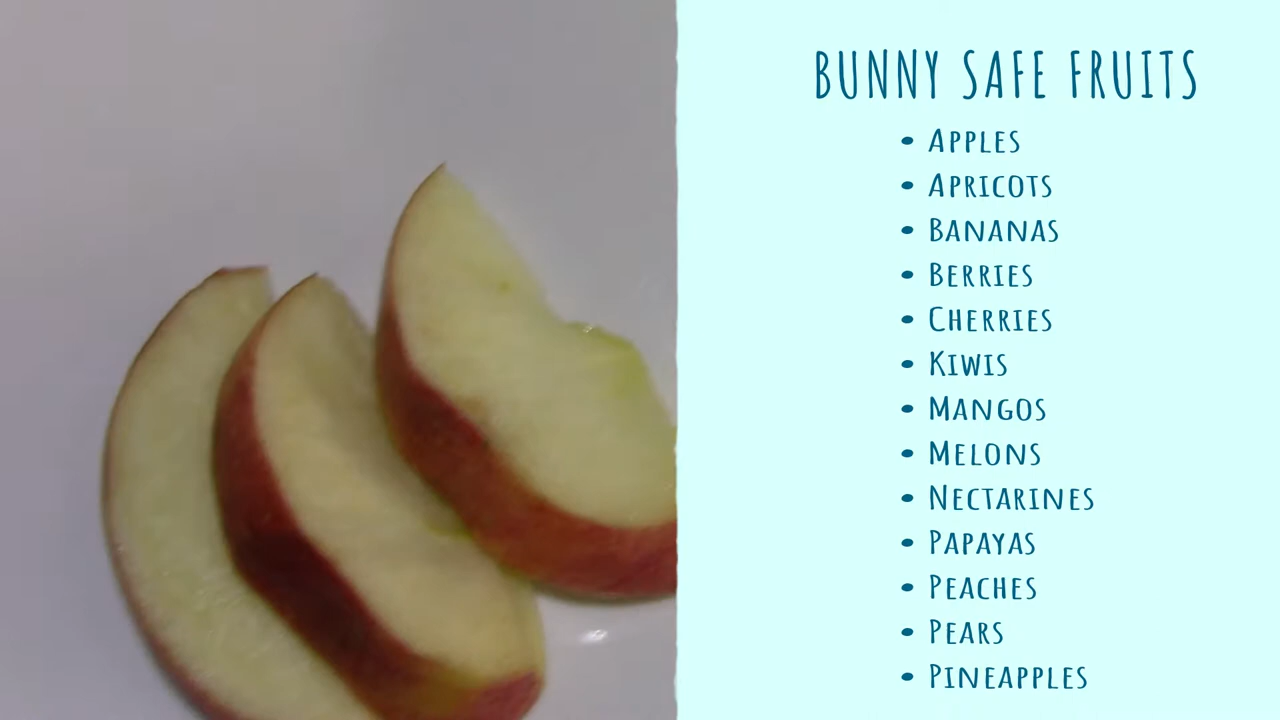 BUNNY SAFE FRUITS
• APPLES
• APRICOTS
• BANANAS
• BERRIES
• CHERRIES
• KIWIS
• MANGOS
• MELONS
• NECTARINES
• PAPAYAS
• PEACHES
• PEARS
• PINEAPPLES